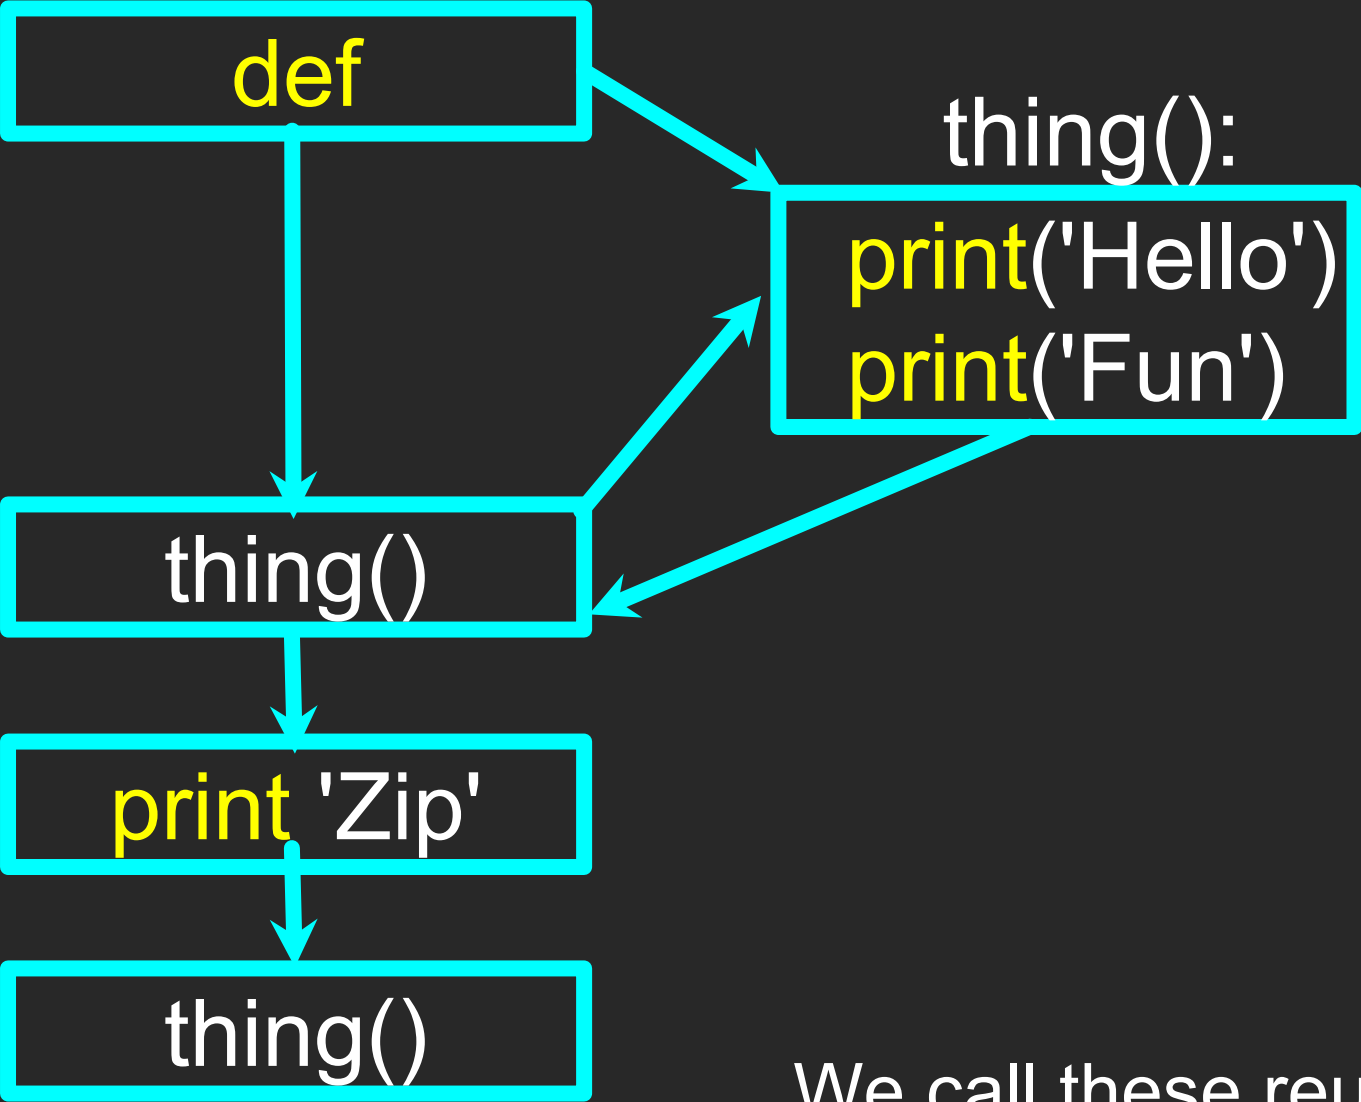 def
thing():
print('Hello')
print('Fun')
thing()
print 'Zip'
thing()
We call these